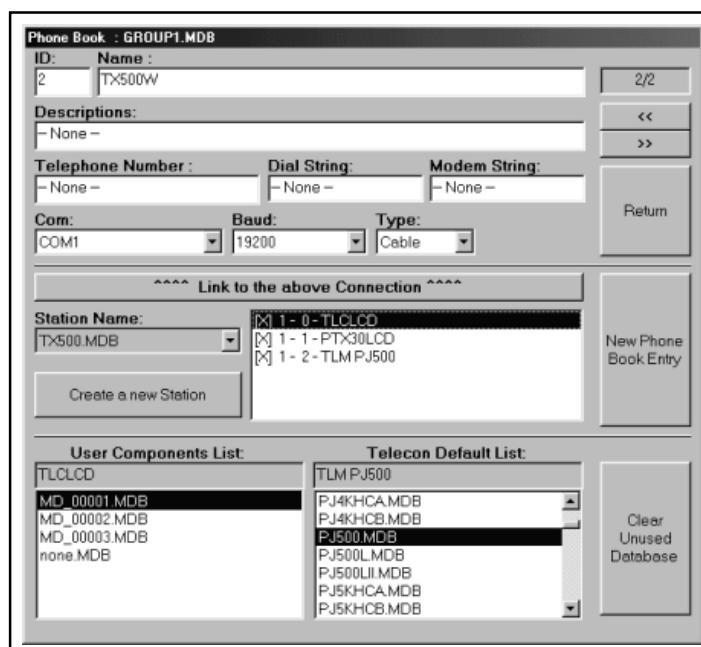 Phone Book : GROUP1.MDB
ID: Name :
2 TX500W 2/2
Descriptions: <<
– None – >>
Telephone Number : Dial String: Modem String:
– None – – None – – None –
Return
Com: Baud: Type:
COM1 19200 Cable
^^^^ Link to the above Connection ^^^^
Station Name:
TX500.MDB
[X] 1 - 0 - TLCLCD
[X] 1 - 1 - PTX30LCD
[X] 1 - 2 - TLM PJ500
New Phone
Book Entry
Create a new Station
User Components List: Telecon Default List:
TLCLCD TLM PJ500
MD_00001.MDB
MD_00002.MDB
MD_00003.MDB
none.MDB
PJ4KHCA.MDB
PJ4KHCB.MDB
PJ500.MDB
PJ500L.MDB
PJ500LII.MDB
PJ5KHCA.MDB
PJ5KHCB.MDB
Clear
Unused
Database